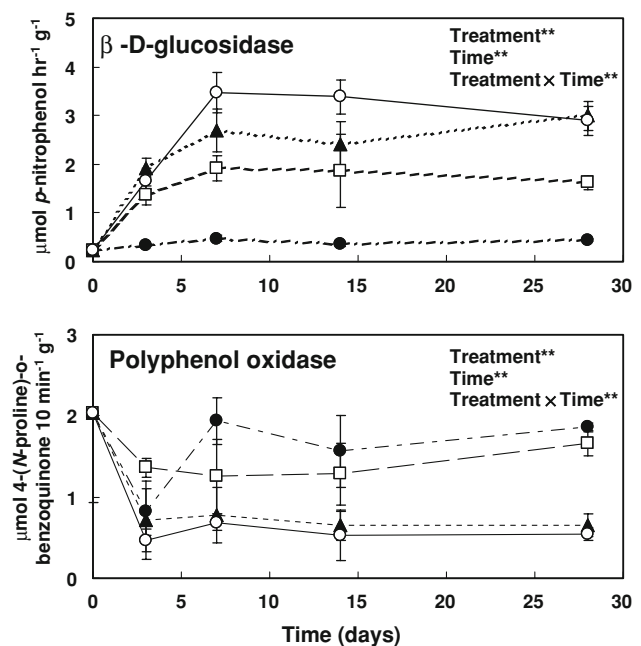 β -D-glucosidase
Treatment**
Time**
Treatment × Time**
μmol p-nitrophenol hr⁻¹ g⁻¹
5
4
3
2
1
0
0 5 10 15 20 25 30
Polyphenol oxidase
Treatment**
Time**
Treatment × Time**
μmol 4-(N-proline)-o-
benzoquinone 10 min⁻¹ g⁻¹
3
2
1
0
0 5 10 15 20 25 30
Time (days)